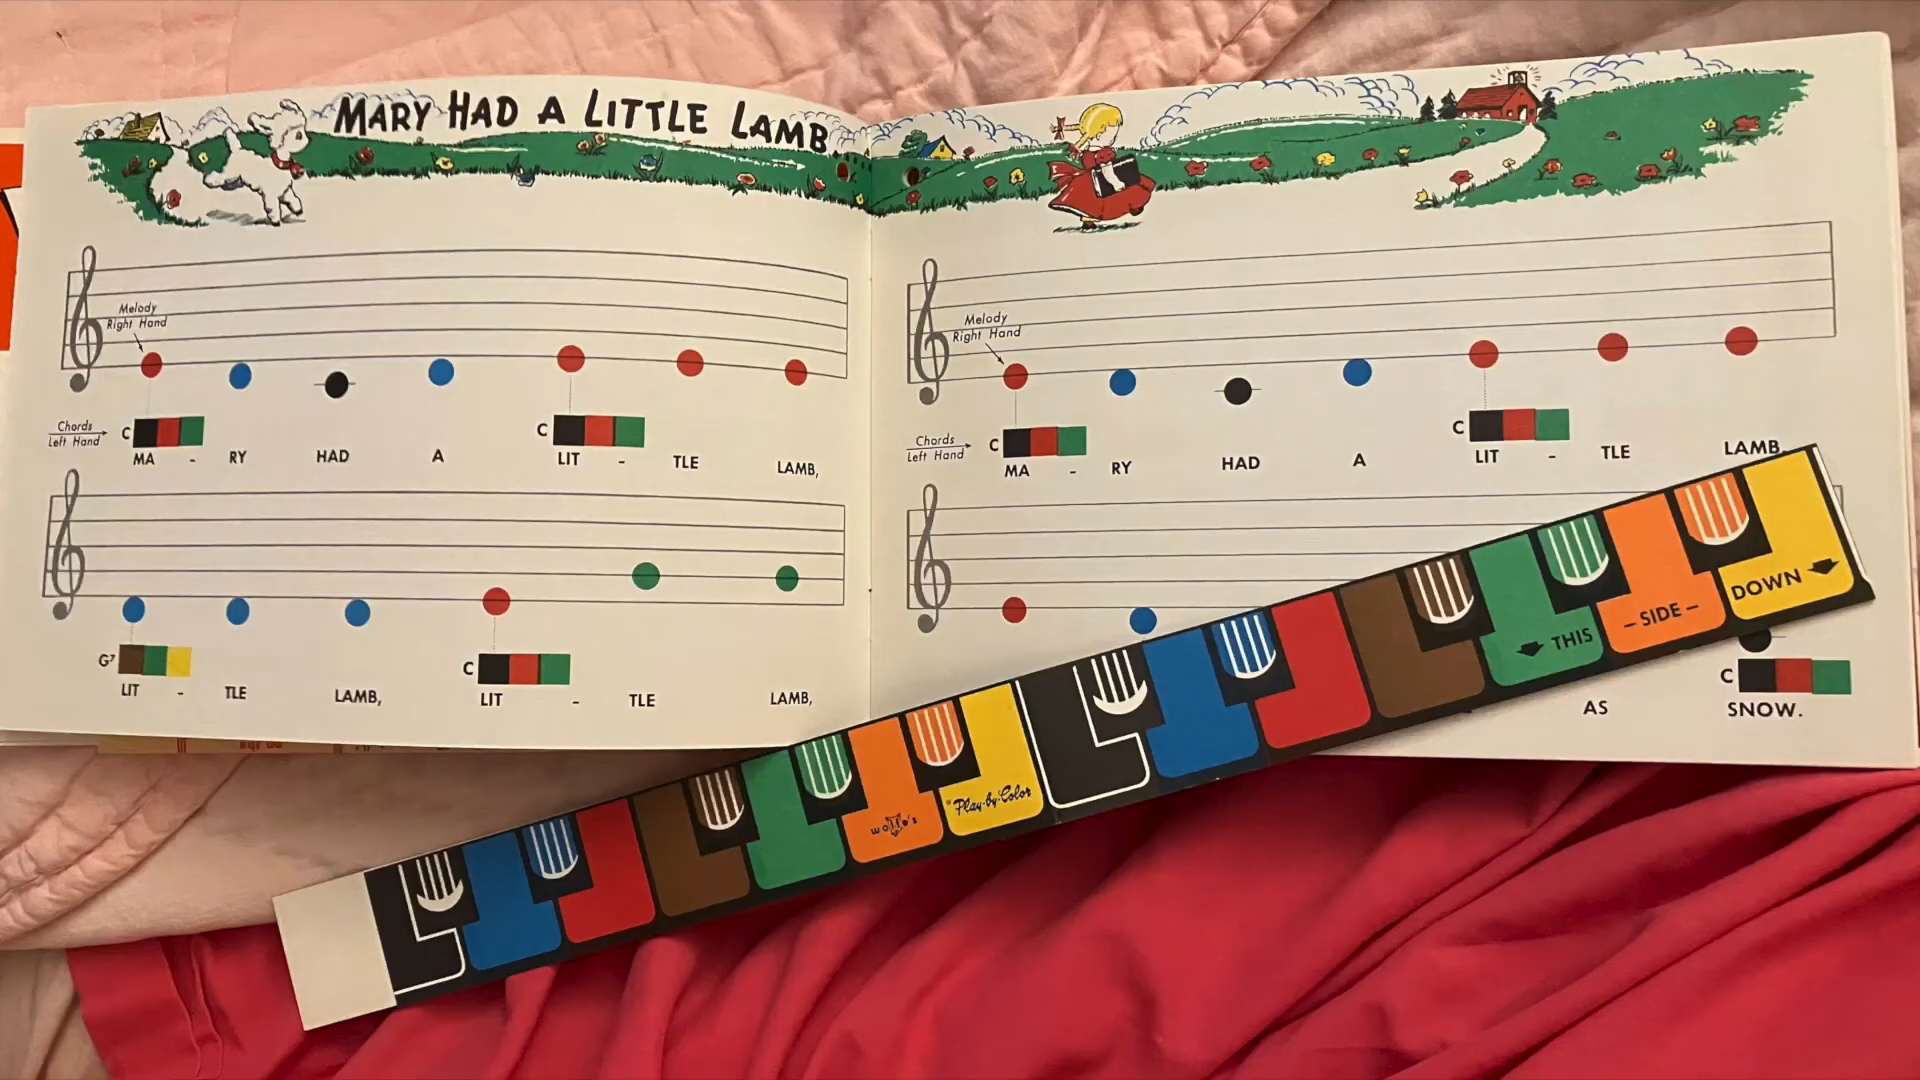 MARY HAD A LITTLE LAMB
Melody
Right Hand
Chords
Left Hand
C C
MA - RY HAD A LIT - TLE LAMB,
G7 C
LIT - TLE LAMB, LIT - TLE LAMB,
Melody
Right Hand
Chords
Left Hand
C C
MA - RY HAD A LIT - TLE LAMB,
C
AS SNOW.
Play-by-Color
THIS
- SIDE -
DOWN